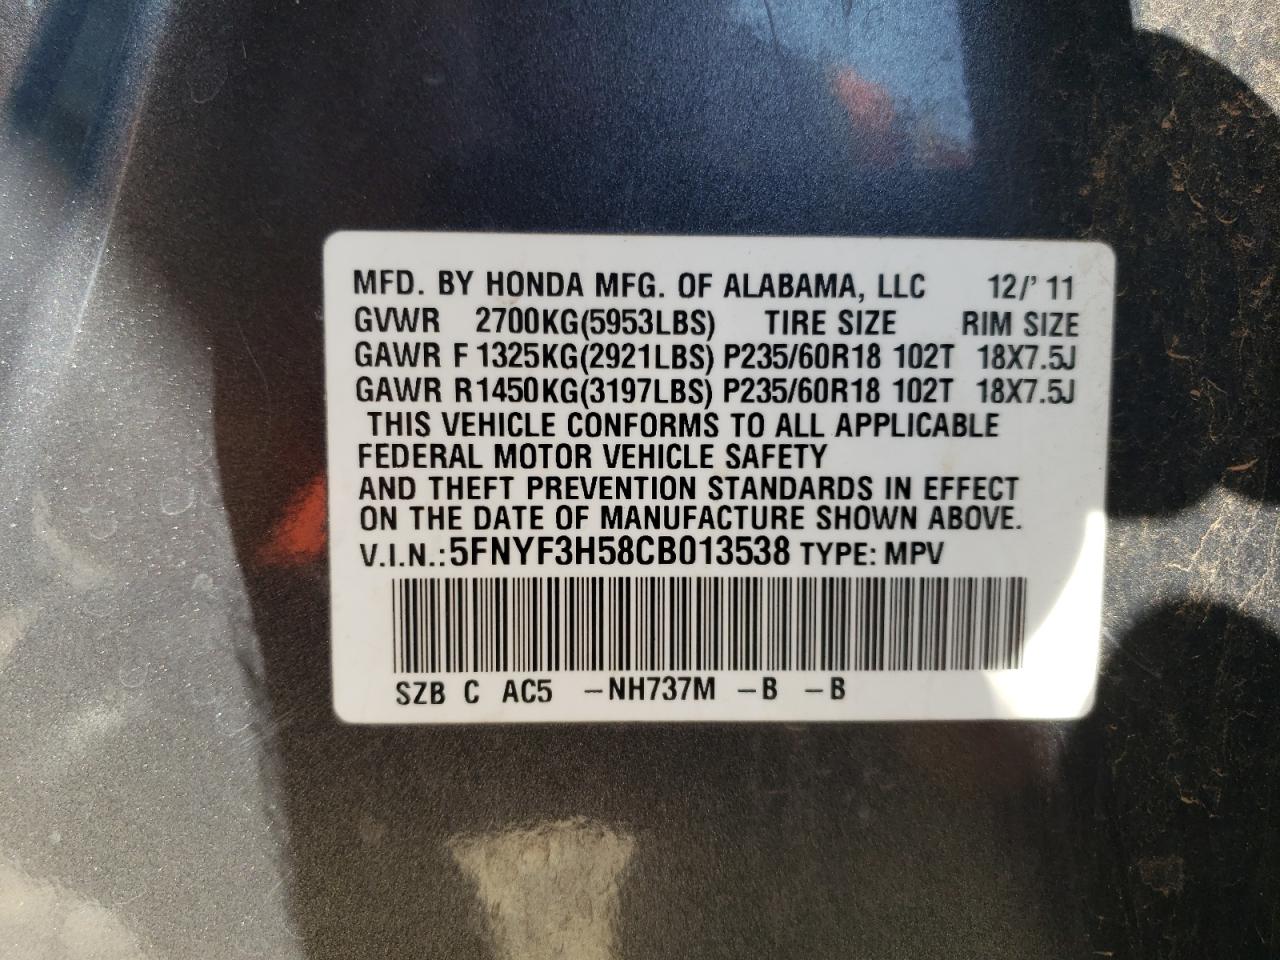 MFD. BY HONDA MFG. OF ALABAMA, LLC 12/' 11
GVWR 2700KG(5953LBS) TIRE SIZE RIM SIZE
GAWR F 1325KG(2921LBS) P235/60R18 102T 18X7.5J
GAWR R1450KG(3197LBS) P235/60R18 102T 18X7.5J
THIS VEHICLE CONFORMS TO ALL APPLICABLE
FEDERAL MOTOR VEHICLE SAFETY
AND THEFT PREVENTION STANDARDS IN EFFECT
ON THE DATE OF MANUFACTURE SHOWN ABOVE.
V.I.N.: 5FNYF3H58CB013538 TYPE: MPV
SZB C AC5 -NH737M -B -B